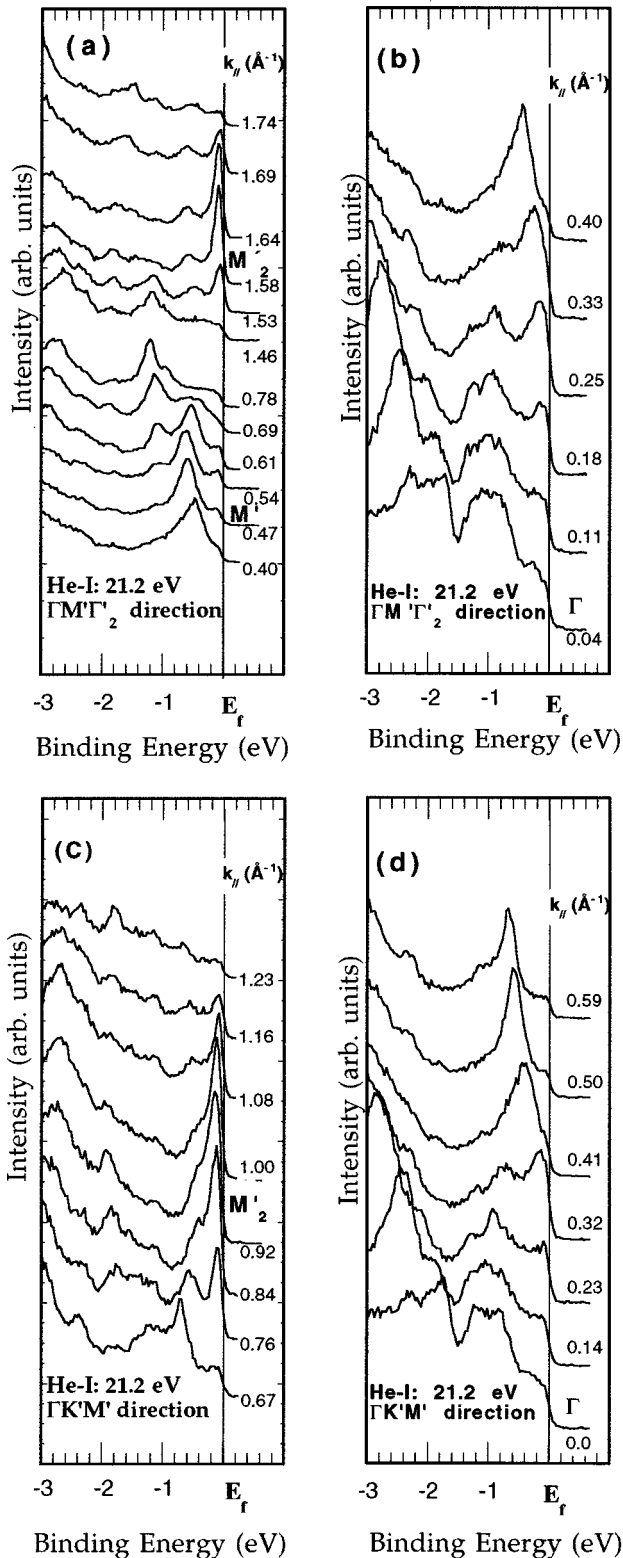 (a)
k// (Å-1)
1.74
1.69
1.64
M'2
1.58
1.53
1.46
0.78
0.69
0.61
0.54
M'
0.47
0.40
He-I: 21.2 eV
ΓM'Γ'2 direction
Intensity (arb. units)
-3 -2 -1 Ef
Binding Energy (eV)
(b)
k// (Å-1)
0.40
0.33
0.25
0.18
0.11
Γ
0.04
He-I: 21.2 eV
ΓM'Γ'2 direction
Intensity (arb. units)
-3 -2 -1 Ef
Binding Energy (eV)
(c)
k// (Å-1)
1.23
1.16
1.08
1.00
M'2
0.92
0.84
0.76
0.67
He-I: 21.2 eV
ΓK'M' direction
Intensity (arb. units)
-3 -2 -1 Ef
Binding Energy (eV)
(d)
k// (Å-1)
0.59
0.50
0.41
0.32
0.23
0.14
Γ
0.0
He-I: 21.2 eV
ΓK'M' direction
Intensity (arb. units)
-3 -2 -1 Ef
Binding Energy (eV)